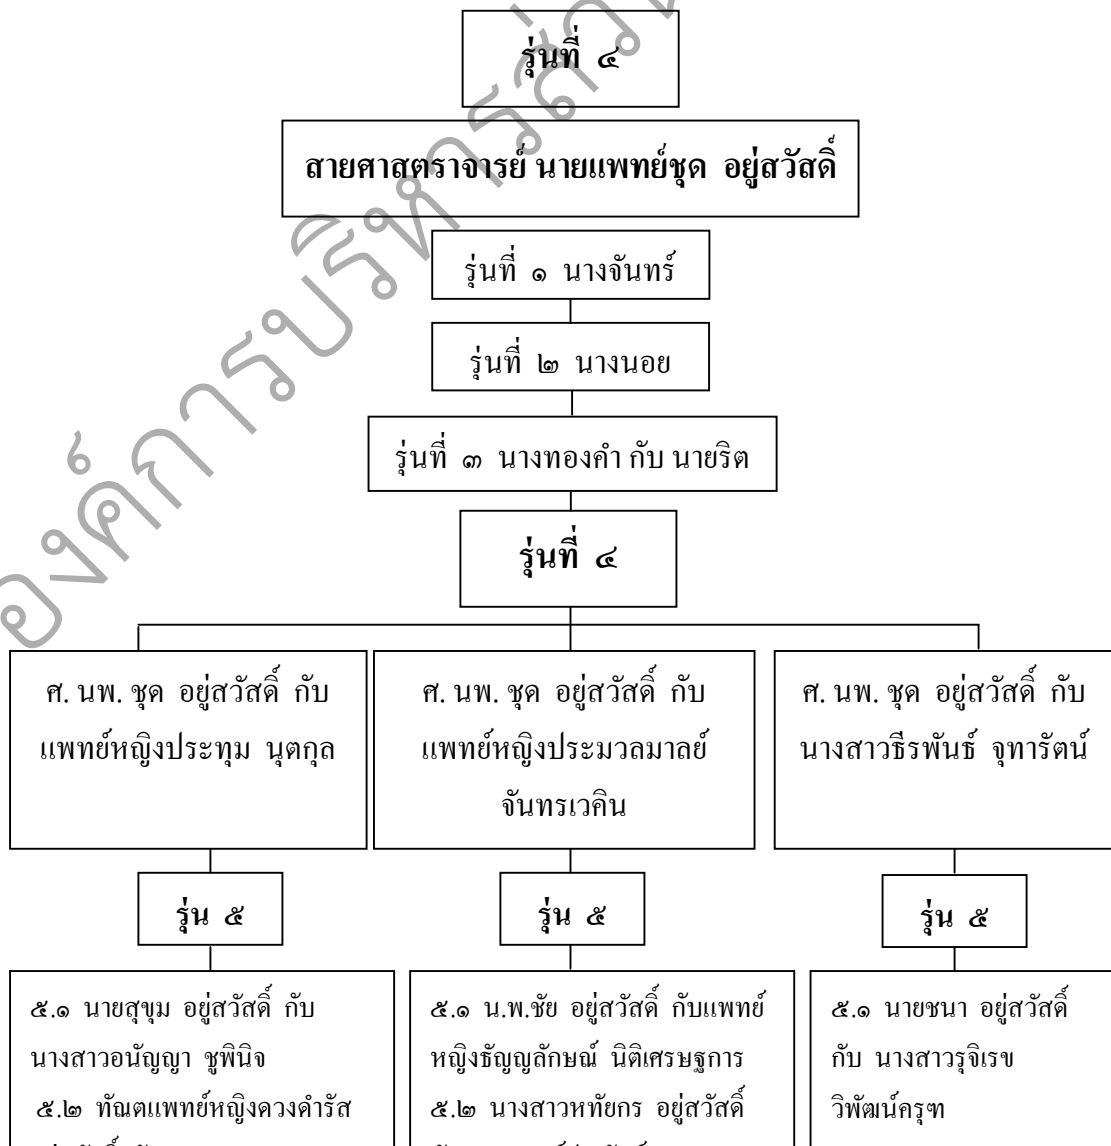 รุ่นที่ ๔
สายศาสตราจารย์ นายแพทย์ชุด อยู่สวัสดิ์
รุ่นที่ ๑ นางจันทร์
รุ่นที่ ๒ นางนอย
รุ่นที่ ๓ นางทองคำ กับ นายริต
รุ่นที่ ๔
ศ. นพ. ชุด อยู่สวัสดิ์ กับ
แพทย์หญิงประทุม นุตกุล
ศ. นพ. ชุด อยู่สวัสดิ์ กับ
แพทย์หญิงประมวลมาลย์
จันทรเวคิน
ศ. นพ. ชุด อยู่สวัสดิ์ กับ
นางสาวธีรพันธ์ จุทารัตน์
รุ่น ๕
รุ่น ๕
รุ่น ๕
๕.๑ นายสุขุม อยู่สวัสดิ์ กับ
นางสาวอนัญญา ชูพินิจ
๕.๒ ทัณตแพทย์หญิงดวงดำรัส
๕.๑ น.พ.ชัย อยู่สวัสดิ์ กับแพทย์
หญิงธัญญลักษณ์ นิติเศรษฐการ
๕.๒ นางสาวหทัยกร อยู่สวัสดิ์
๕.๑ นายชนา อยู่สวัสดิ์
กับ นางสาวรุจิเรข
วิพัฒน์ครุฑ
องค์การบริหารส่วน